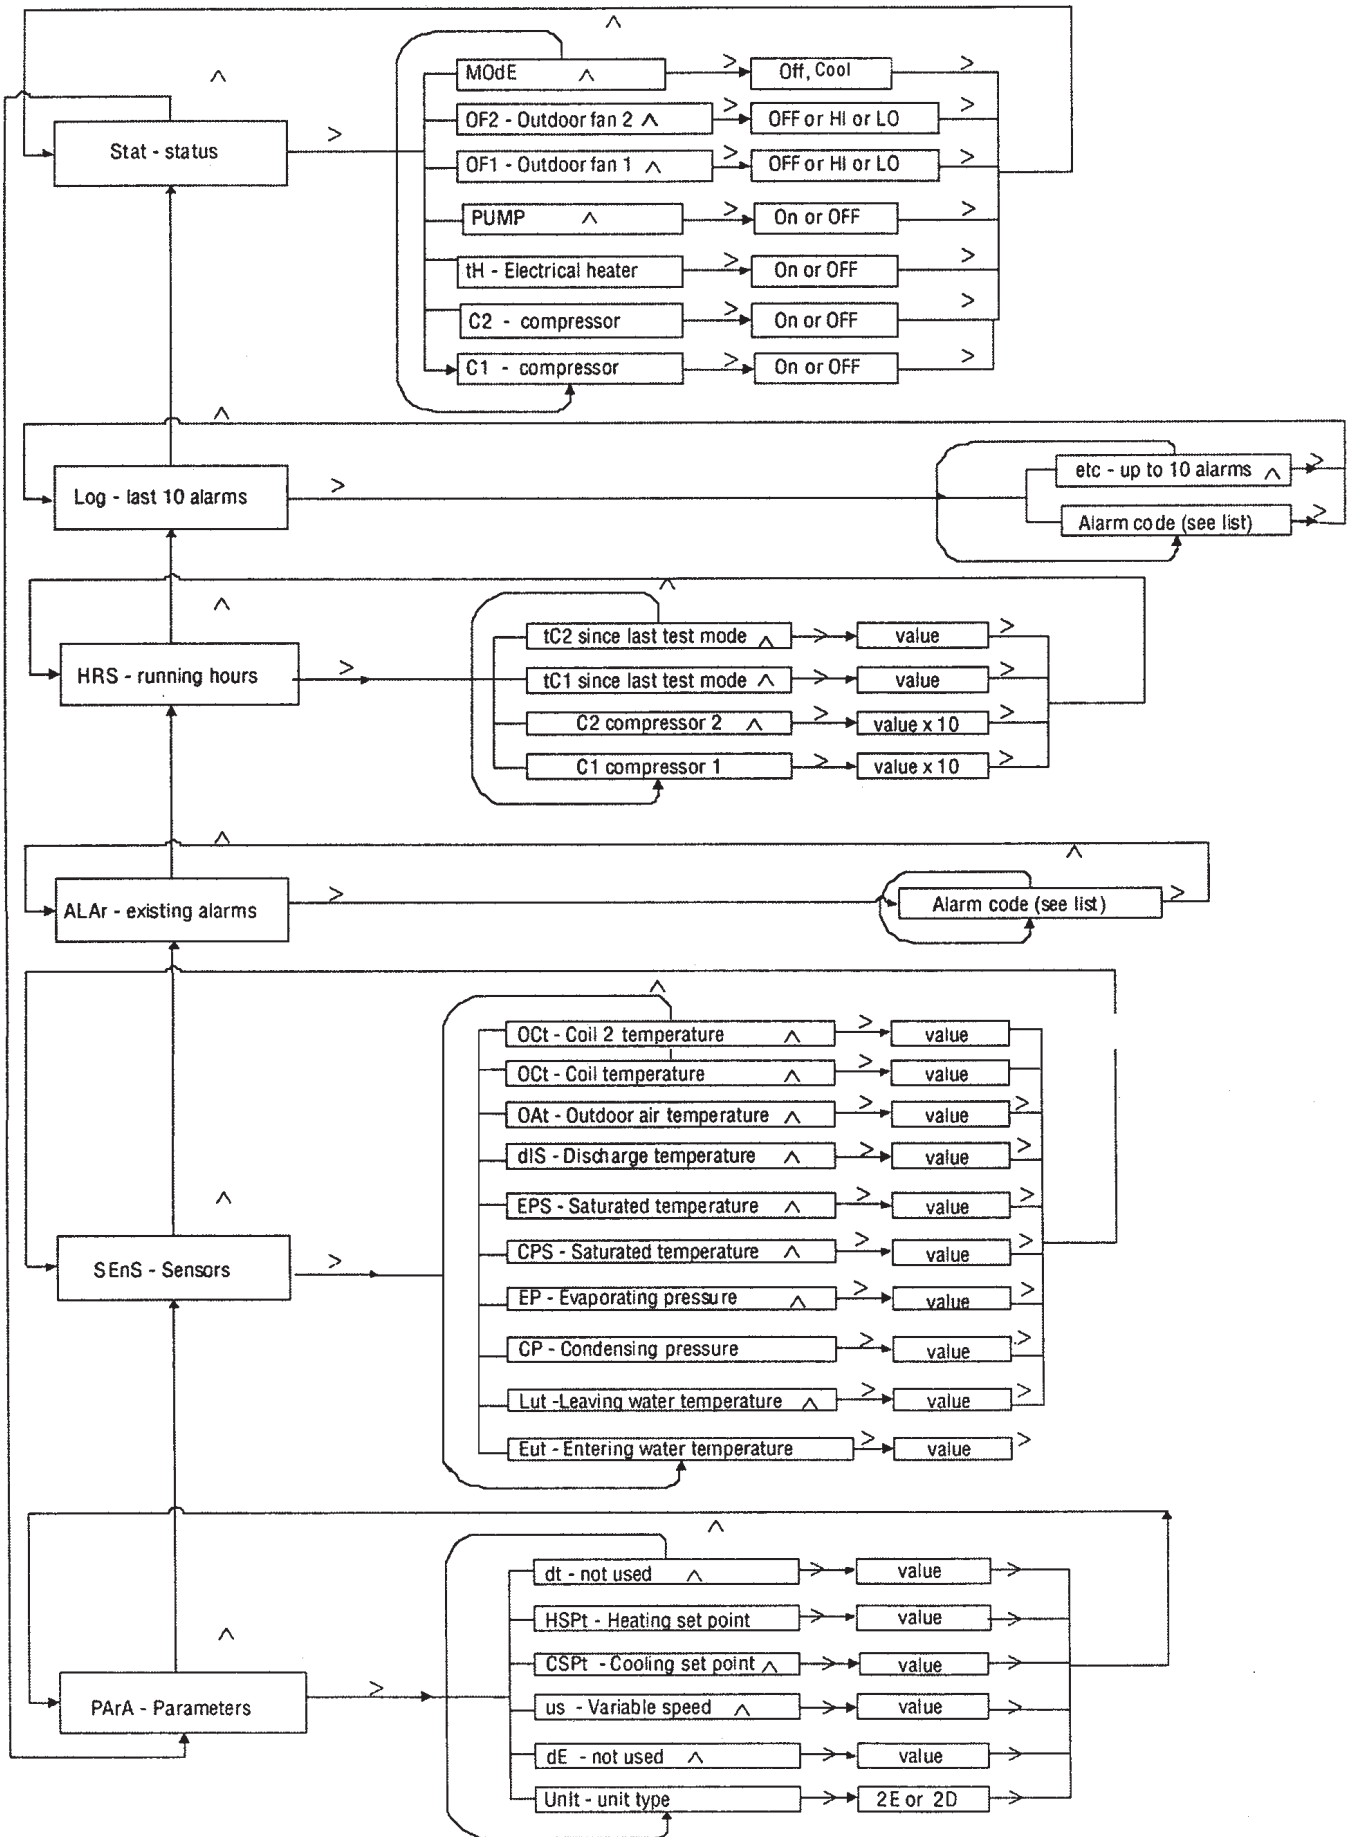 MOdE ^ > Off, Cool >
OF2 - Outdoor fan 2 ^ > OFF or HI or LO >
Stat - status >
OF1 - Outdoor fan 1 ^ > OFF or HI or LO >
PUMP ^ > On or OFF >
tH - Electrical heater > On or OFF >
C2 - compressor > On or OFF >
C1 - compressor > On or OFF >
Log - last 10 alarms >
etc - up to 10 alarms ^ >
Alarm code (see list) >
HRS - running hours >
tC2 since last test mode ^ > value >
tC1 since last test mode ^ > value >
C2 compressor 2 ^ > value x 10 >
C1 compressor 1 > value x 10 >
ALAr - existing alarms >
Alarm code (see list) >
OCt - Coil 2 temperature ^ > value
OCt - Coil temperature ^ > value
OAt - Outdoor air temperature ^ > value >
dIS - Discharge temperature ^ > value >
EPS - Saturated temperature ^ > value >
SEnS - Sensors >
CPS - Saturated temperature ^ > value >
EP - Evaporating pressure ^ > value >
CP - Condensing pressure > value >
Lut -Leaving water temperature ^ > value >
Eut - Entering water temperature > value >
dt - not used ^ > value >
HSPt - Heating set point > value >
CSPt - Cooling set point ^ > value >
PArA - Parameters >
us - Variable speed ^ > value >
dE - not used ^ > value >
UnIt - unit type > 2E or 2D >